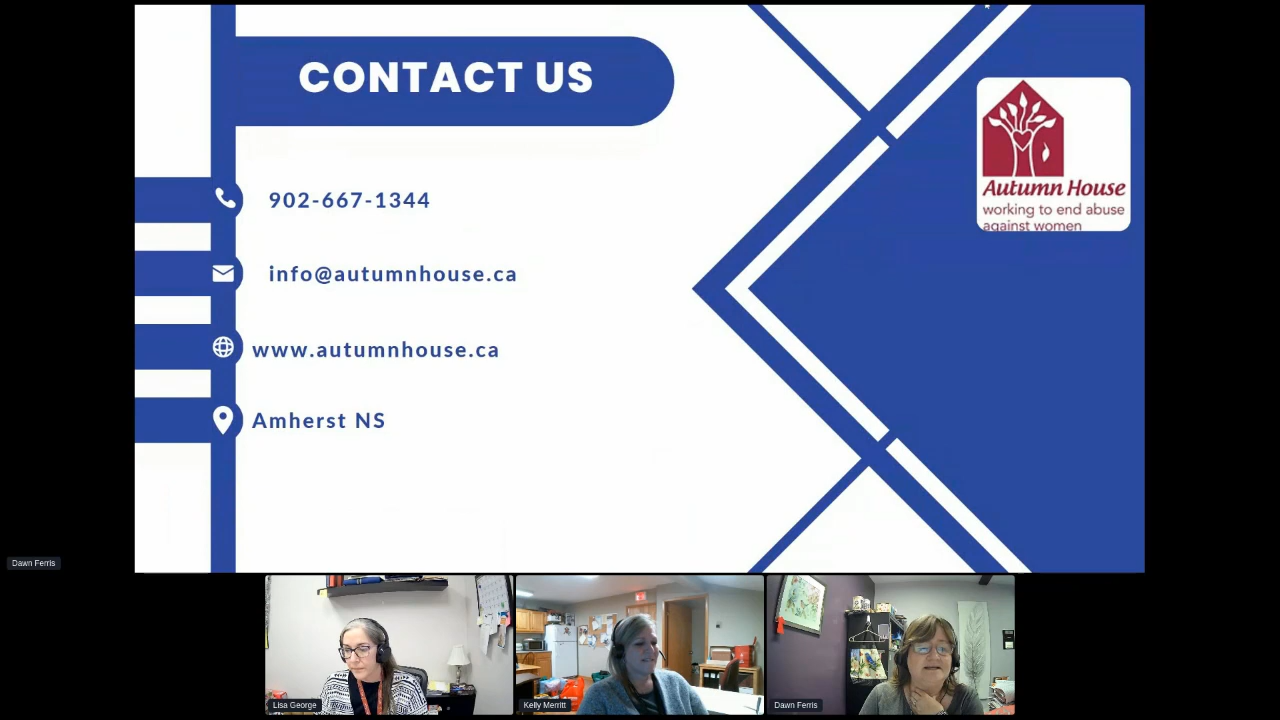 CONTACT US
Autumn House
working to end abuse
against women
902-667-1344
info@autumnhouse.ca
www.autumnhouse.ca
Amherst NS
Dawn Ferris
Lisa George
Kelly Merritt
Dawn Ferris